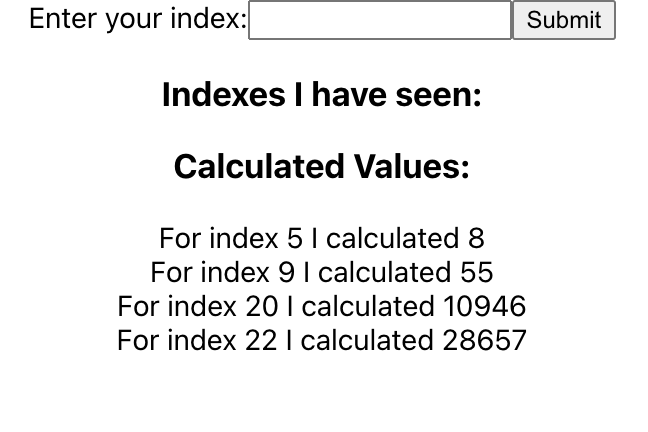 Enter your index: Submit
Indexes I have seen:
Calculated Values:
For index 5 I calculated 8
For index 9 I calculated 55
For index 20 I calculated 10946
For index 22 I calculated 28657